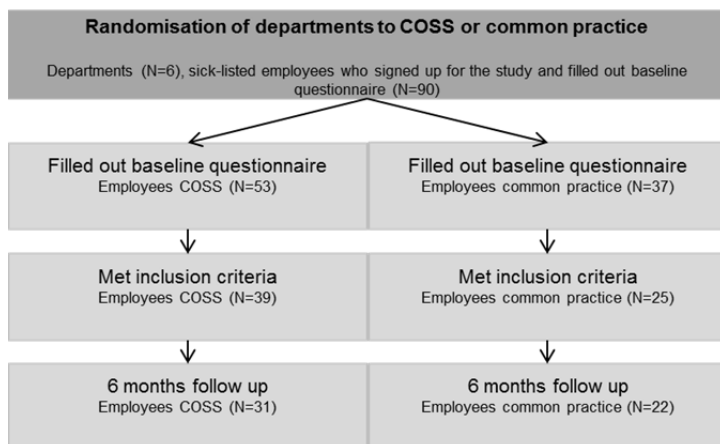 Randomisation of departments to COSS or common practice
Departments (N=6), sick-listed employees who signed up for the study and filled out baseline
questionnaire (N=90)
Filled out baseline questionnaire
Employees COSS (N=53)
Filled out baseline questionnaire
Employees common practice (N=37)
Met inclusion criteria
Employees COSS (N=39)
Met inclusion criteria
Employees common practice (N=25)
6 months follow up
Employees COSS (N=31)
6 months follow up
Employees common practice (N=22)